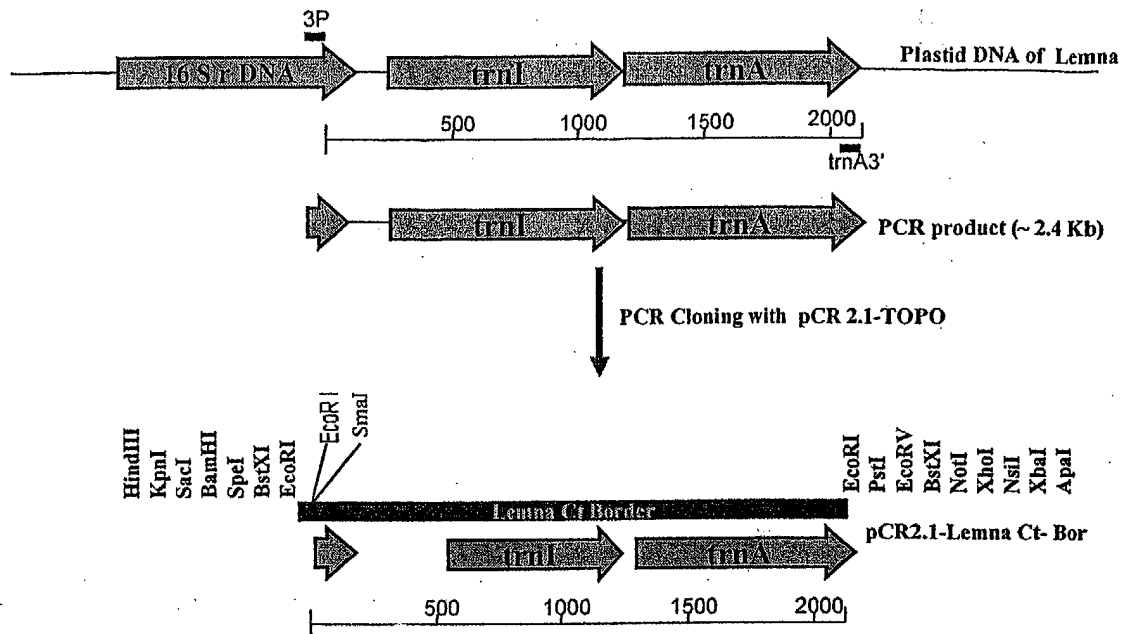 3P
16 S r DNA
trnI
trnA
Plastid DNA of Lemna
500
1000
1500
2000
trnA3'
trnI
trnA
PCR product (~ 2.4 Kb)
PCR Cloning with pCR 2.1-TOPO
HindIII
KpnI
SacI
BamHI
SpeI
BstXI
EcoRI
EcoR I
SmaI
EcoRI
PstI
EcoRV
BstXI
NotI
XhoI
NsiI
XbaI
ApaI
Lemna Ct Border
pCR2.1-Lemna Ct- Bor
trnI
trnA
500
1000
1500
2000